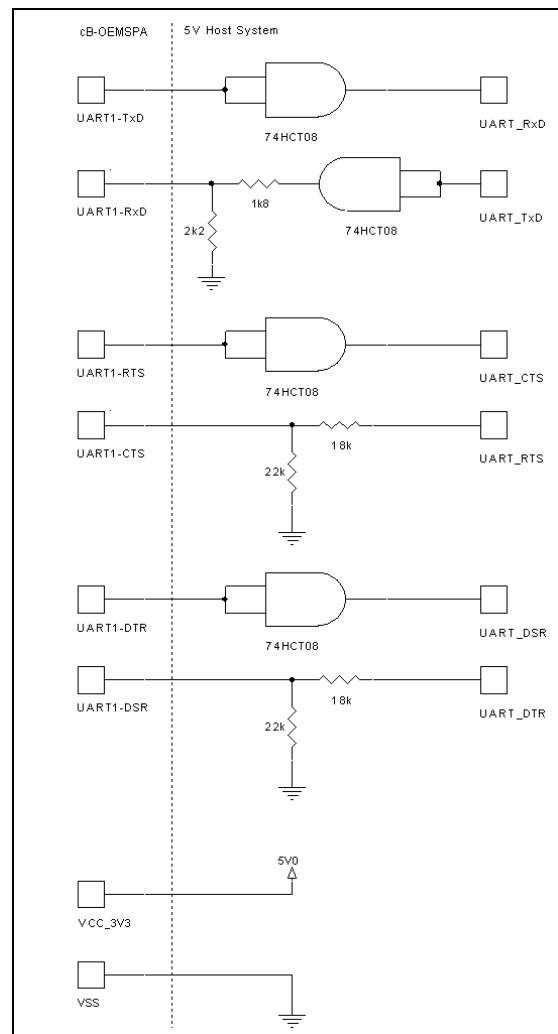 cB-OEMSPA 5V Host System
UART1-TxD
74HCT08
UART_RxD
UART1-RxD
1k8
2k2
74HCT08
UART_TxD
UART1-RTS
74HCT08
UART_CTS
UART1-CTS
18k
22k
UART_RTS
UART1-DTR
74HCT08
UART_DSR
UART1-DSR
18k
22k
UART_DTR
5V0
VCC_3V3
VSS